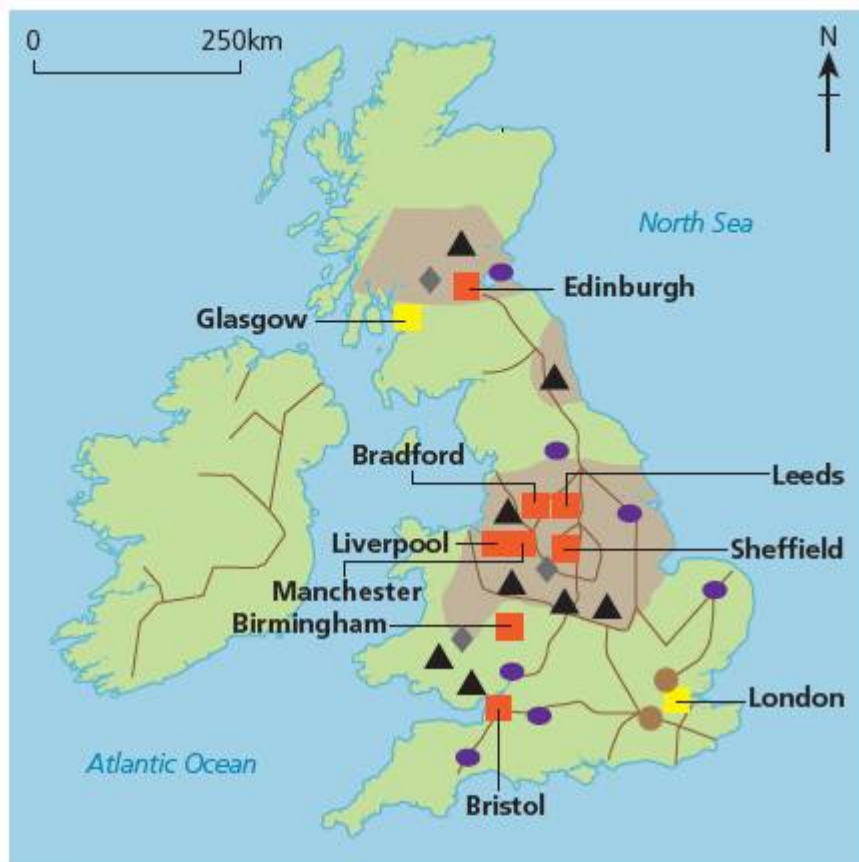 0 250km
N
North Sea
Edinburgh
Glasgow
Bradford
Leeds
Liverpool
Sheffield
Manchester
Birmingham
London
Atlantic Ocean
Bristol